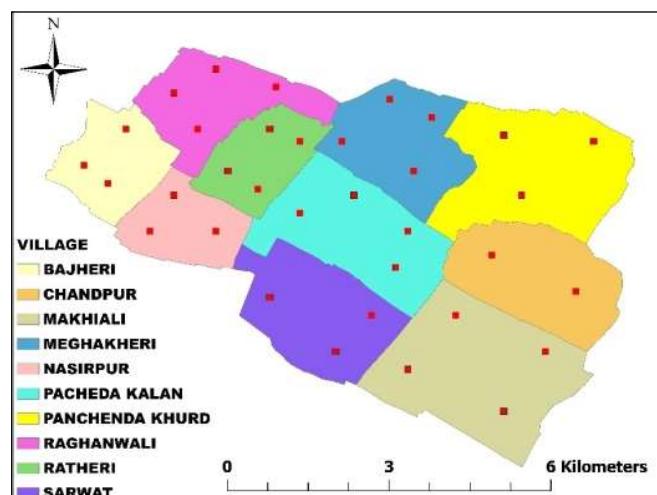 N
VILLAGE
BAJHERI
CHANDPUR
MAKHIALI
MEGHAKHERI
NASIRPUR
PACHEDA KALAN
PANCHENDA KHURD
RAGHANWALI
RATHERI
SARWAT
0 3 6 Kilometers